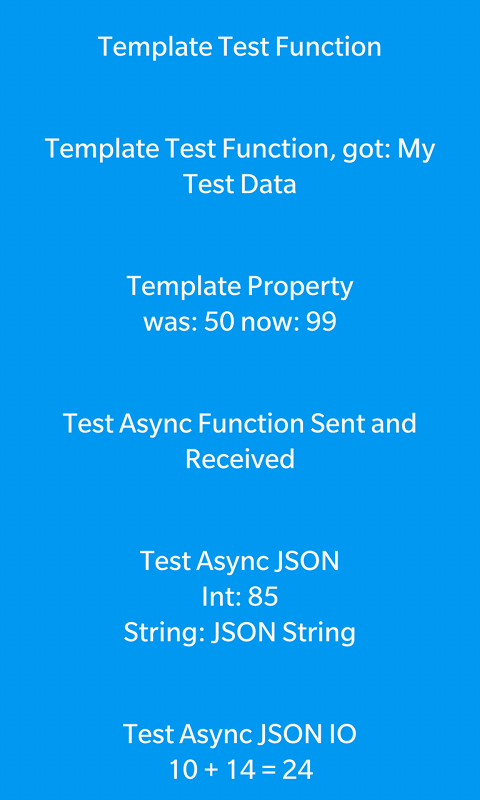 Template Test Function
Template Test Function, got: My
Test Data
Template Property
was: 50 now: 99
Test Async Function Sent and
Received
Test Async JSON
Int: 85
String: JSON String
Test Async JSON IO
10 + 14 = 24